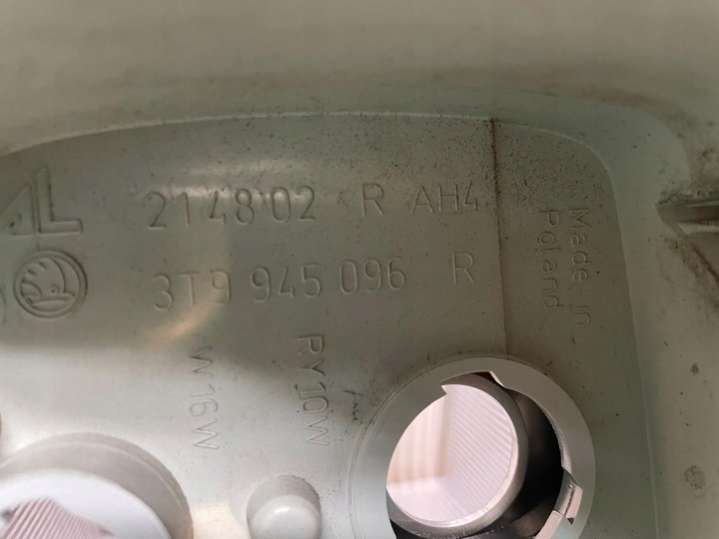 AL 214802 R AH4
3T9 945 096 R
Made in
Poland
RY10W
W16W